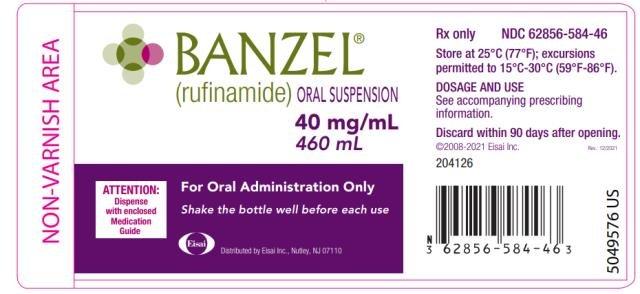 NON-VARNISH AREA
BANZEL®
(rufinamide) ORAL SUSPENSION
40 mg/mL
460 mL
ATTENTION:
Dispense
with enclosed
Medication
Guide
For Oral Administration Only
Shake the bottle well before each use
Eisai
Distributed by Eisai Inc., Nutley, NJ 07110
Rx only NDC 62856-584-46
Store at 25°C (77°F); excursions
permitted to 15°C-30°C (59°F-86°F).
DOSAGE AND USE
See accompanying prescribing
information.
Discard within 90 days after opening.
©2008-2021 Eisai Inc. Rev.: 12/2021
204126
N
3 62856-584-46 3
5049576 US